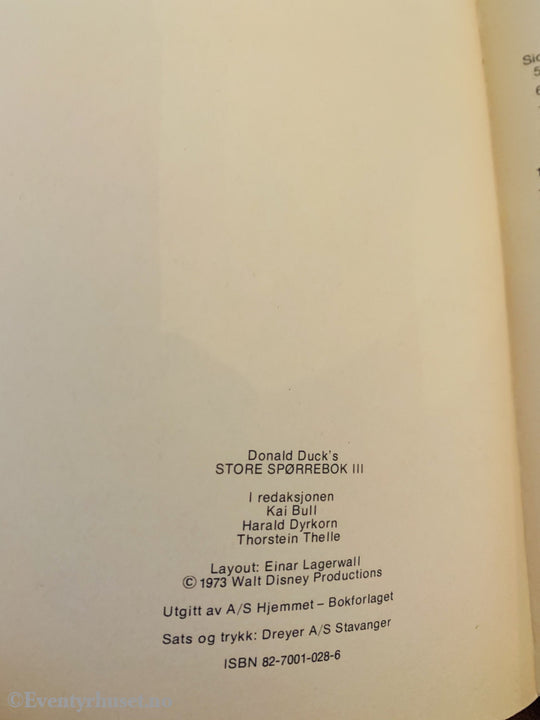 Donald Duck's
STORE SPØRREBOK III
I redaksjonen
Kai Bull
Harald Dyrkorn
Thorstein Thelle
Layout: Einar Lagerwall
© 1973 Walt Disney Productions
Utgitt av A/S Hjemmet – Bokforlaget
Sats og trykk: Dreyer A/S Stavanger
ISBN 82-7001-028-6
©Eventyrhuset.no